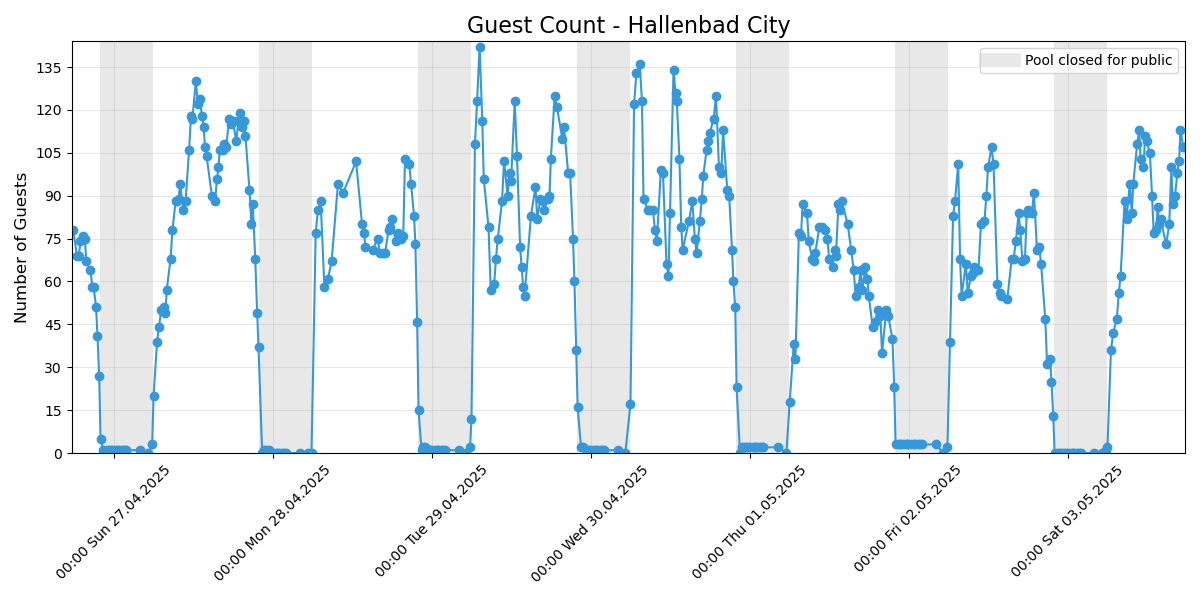 Guest Count - Hallenbad City
Pool closed for public
Number of Guests
135
120
105
90
75
60
45
30
15
0
00:00 Sun 27.04.2025
00:00 Mon 28.04.2025
00:00 Tue 29.04.2025
00:00 Wed 30.04.2025
00:00 Thu 01.05.2025
00:00 Fri 02.05.2025
00:00 Sat 03.05.2025